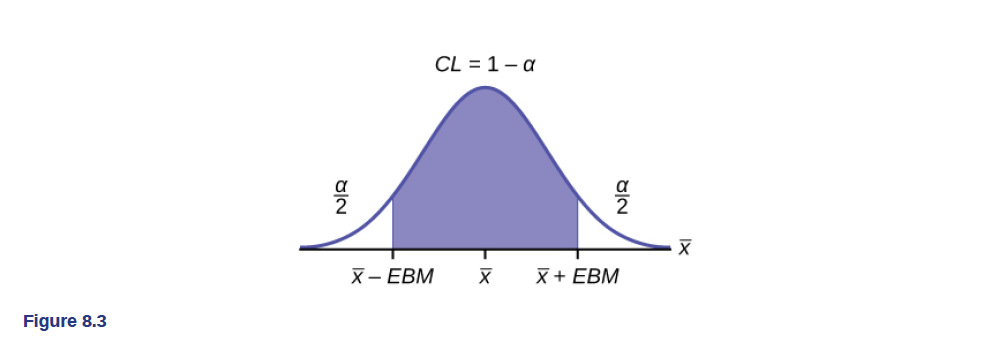 CL = 1 – α
α/2
α/2
x̅
x̅ – EBM
x̅
x̅ + EBM
Figure 8.3